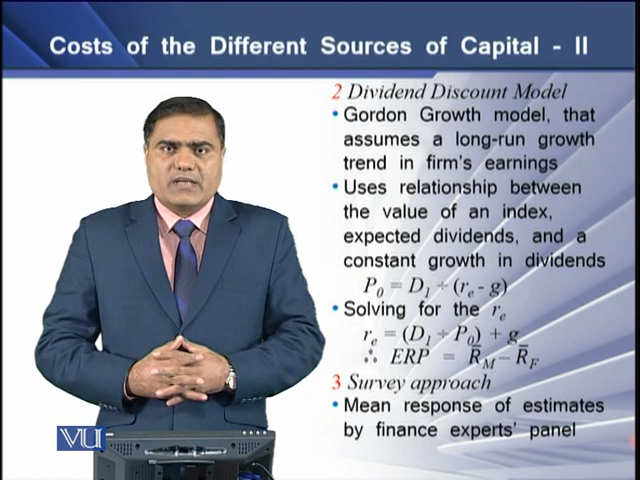 Costs of the Different Sources of Capital - II
2 Dividend Discount Model
• Gordon Growth model, that
assumes a long-run growth
trend in firm's earnings
• Uses relationship between
the value of an index,
expected dividends, and a
constant growth in dividends
P₀ = D₁ ÷ (rₑ - g)
• Solving for the rₑ
rₑ = (D₁ ÷ P₀) + g
∴ ERP = R̅_M – R̅_F
3 Survey approach
• Mean response of estimates
by finance experts' panel
VU